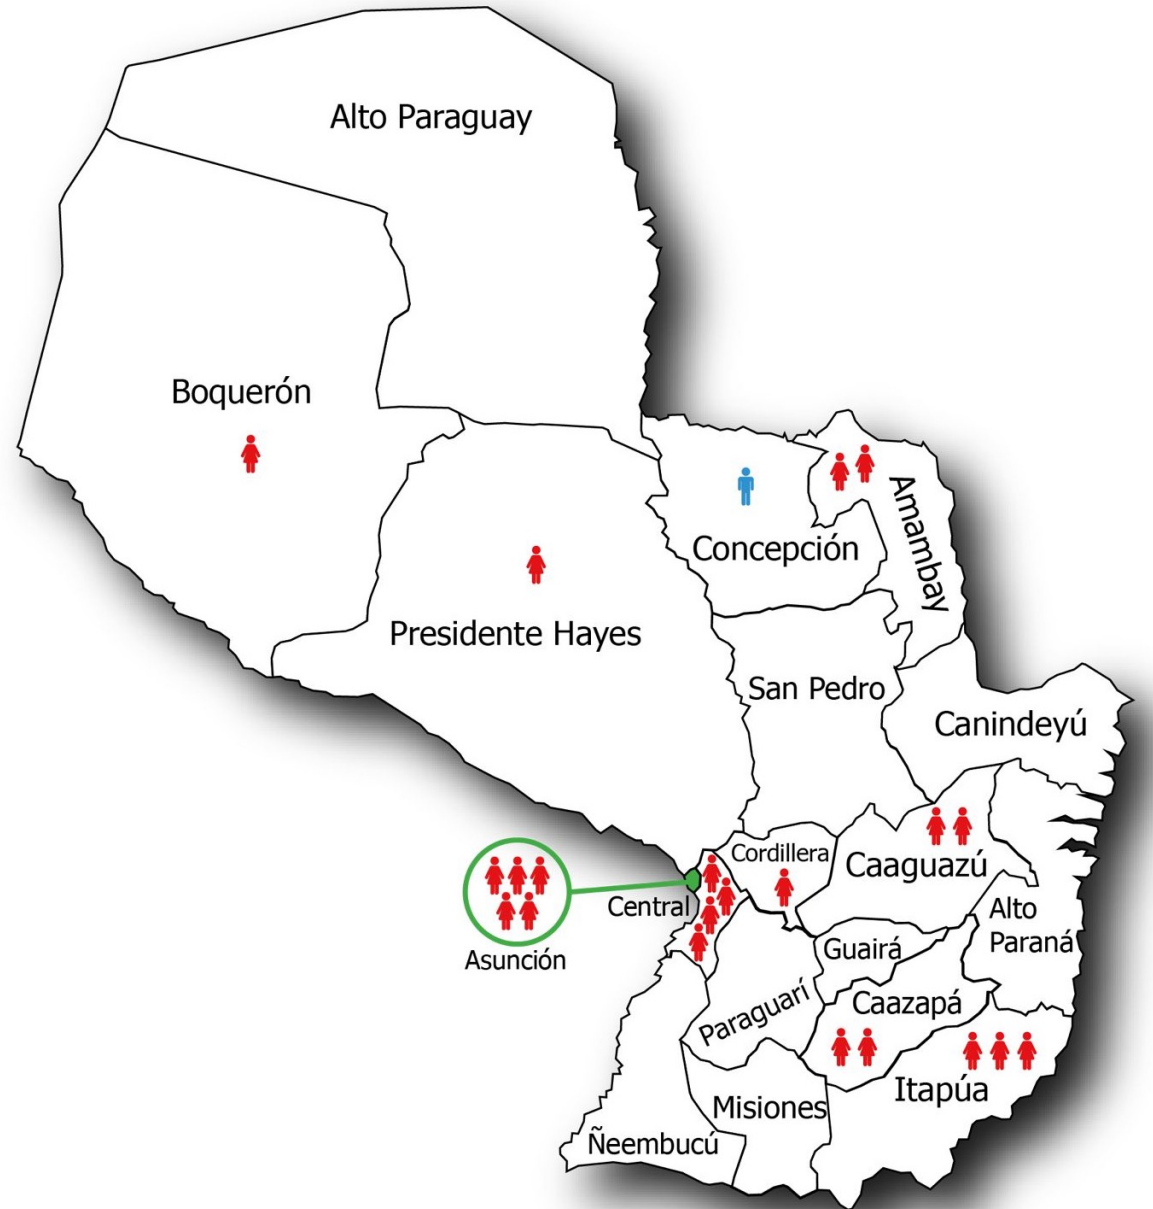 Alto Paraguay
Boquerón
Presidente Hayes
Concepción
Amambay
San Pedro
Canindeyú
Cordillera
Caaguazú
Central
Asunción
Alto
Paraná
Guairá
Caazapá
Paraguarí
Itapúa
Misiones
Ñeembucú